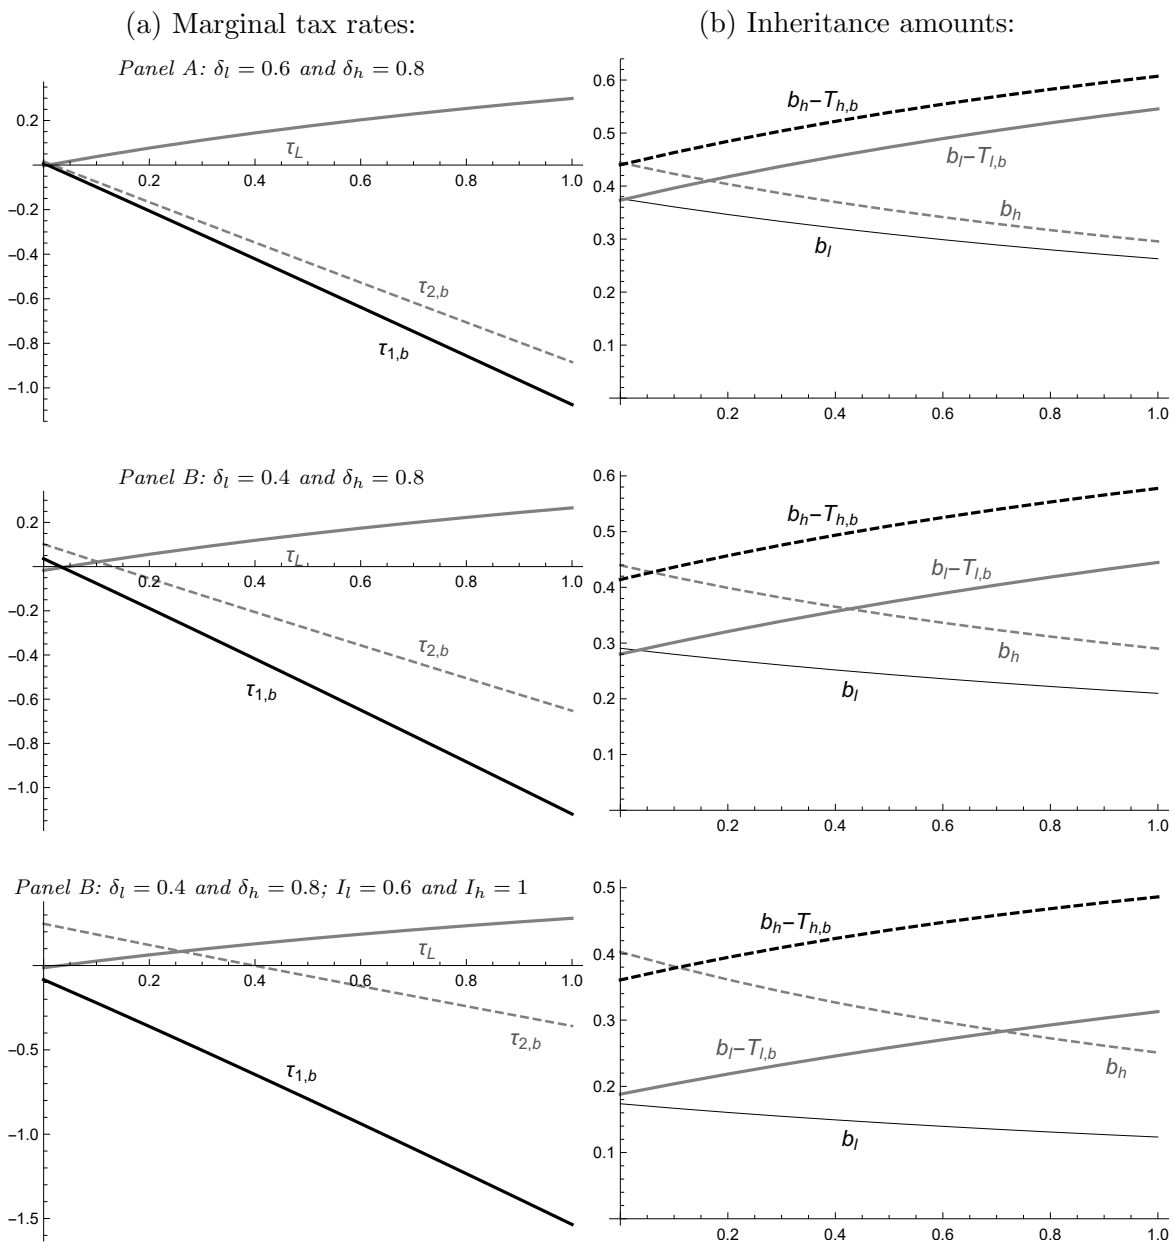 (a) Marginal tax rates:
(b) Inheritance amounts:
Panel A: δl = 0.6 and δh = 0.8
0.2
−0.2
−0.4
−0.6
−0.8
−1.0
0.2 0.4 0.6 0.8 1.0
τL
τ2,b
τ1,b
0.6
0.5
0.4
0.3
0.2
0.1
0.2 0.4 0.6 0.8 1.0
bh−Th,b
bl−Tl,b
bh
bl
Panel B: δl = 0.4 and δh = 0.8
0.2
−0.2
−0.4
−0.6
−0.8
−1.0
0.2 0.4 0.6 0.8 1.0
τL
τ2,b
τ1,b
0.6
0.5
0.4
0.3
0.2
0.1
0.2 0.4 0.6 0.8 1.0
bh−Th,b
bl−Tl,b
bh
bl
Panel B: δl = 0.4 and δh = 0.8; Il = 0.6 and Ih = 1
−0.5
−1.0
−1.5
0.2 0.4 0.6 0.8 1.0
τL
τ2,b
τ1,b
0.5
0.4
0.3
0.2
0.1
0.2 0.4 0.6 0.8 1.0
bh−Th,b
bl−Tl,b
bh
bl